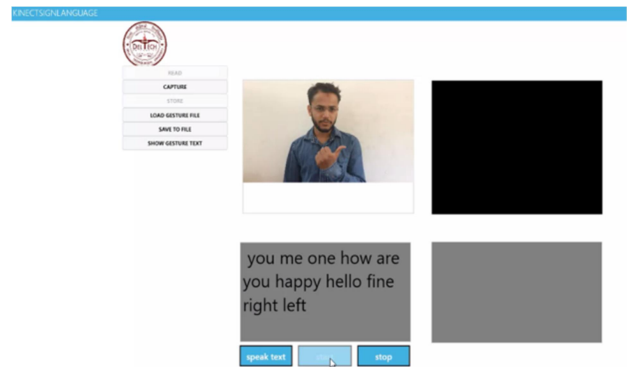 KINECTSIGNLANGUAGE
READ
CAPTURE
STORE
LOAD GESTURE FILE
SAVE TO FILE
SHOW GESTURE TEXT
you me one how are
you happy hello fine
right left
speak text
stop